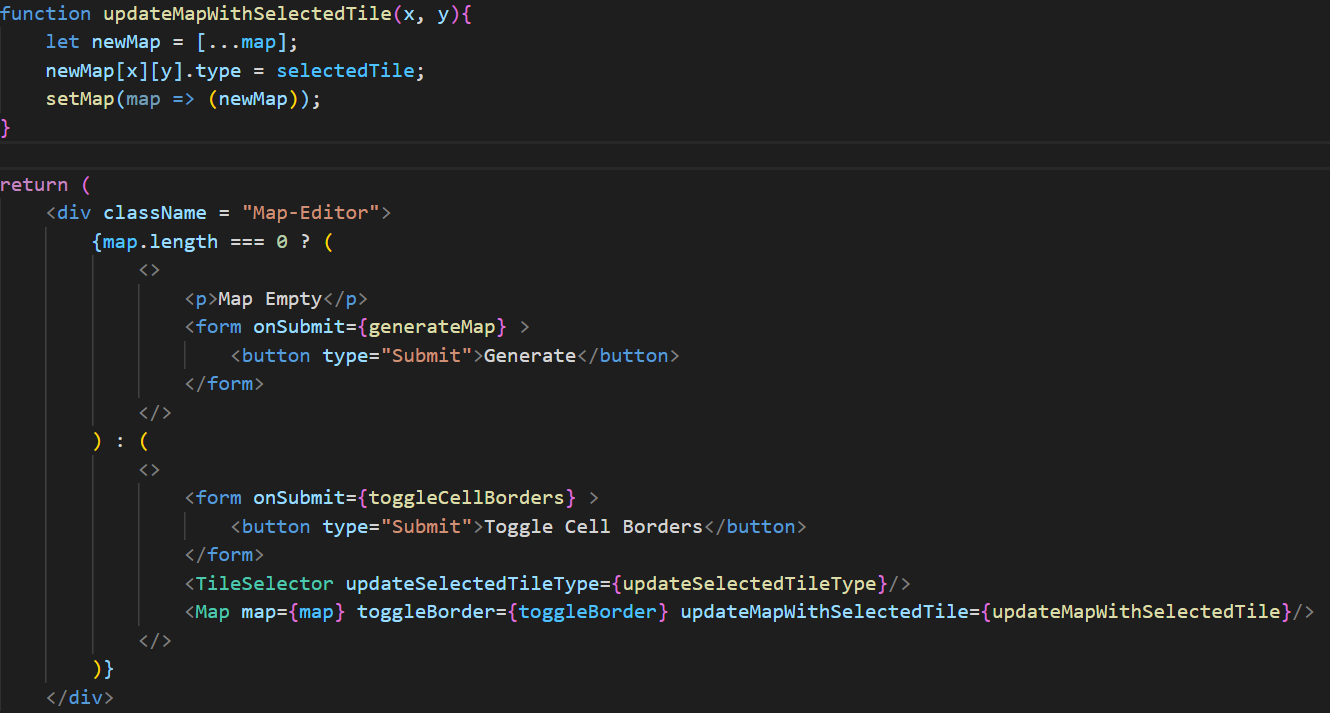 function updateMapWithSelectedTile(x, y){
    let newMap = [...map];
    newMap[x][y].type = selectedTile;
    setMap(map => (newMap));
}
return (
    <div className = "Map-Editor">
        {map.length === 0 ? (
            <>
                <p>Map Empty</p>
                <form onSubmit={generateMap} >
                    <button type="Submit">Generate</button>
                </form>
            </>
        ) : (
            <>
                <form onSubmit={toggleCellBorders} >
                    <button type="Submit">Toggle Cell Borders</button>
                </form>
                <TileSelector updateSelectedTileType={updateSelectedTileType}/>
                <Map map={map} toggleBorder={toggleBorder} updateMapWithSelectedTile={updateMapWithSelectedTile}/>
            </>
        )}
    </div>